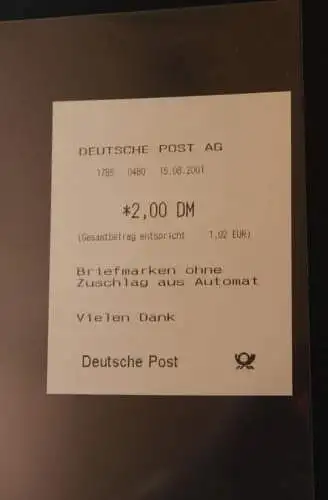 DEUTSCHE POST AG
1785 0480 15.08.2001
*2,00 DM
(Gesamtbetrag entspricht 1,02 EUR)
Briefmarken ohne
Zuschlag aus Automat
Vielen Dank
Deutsche Post